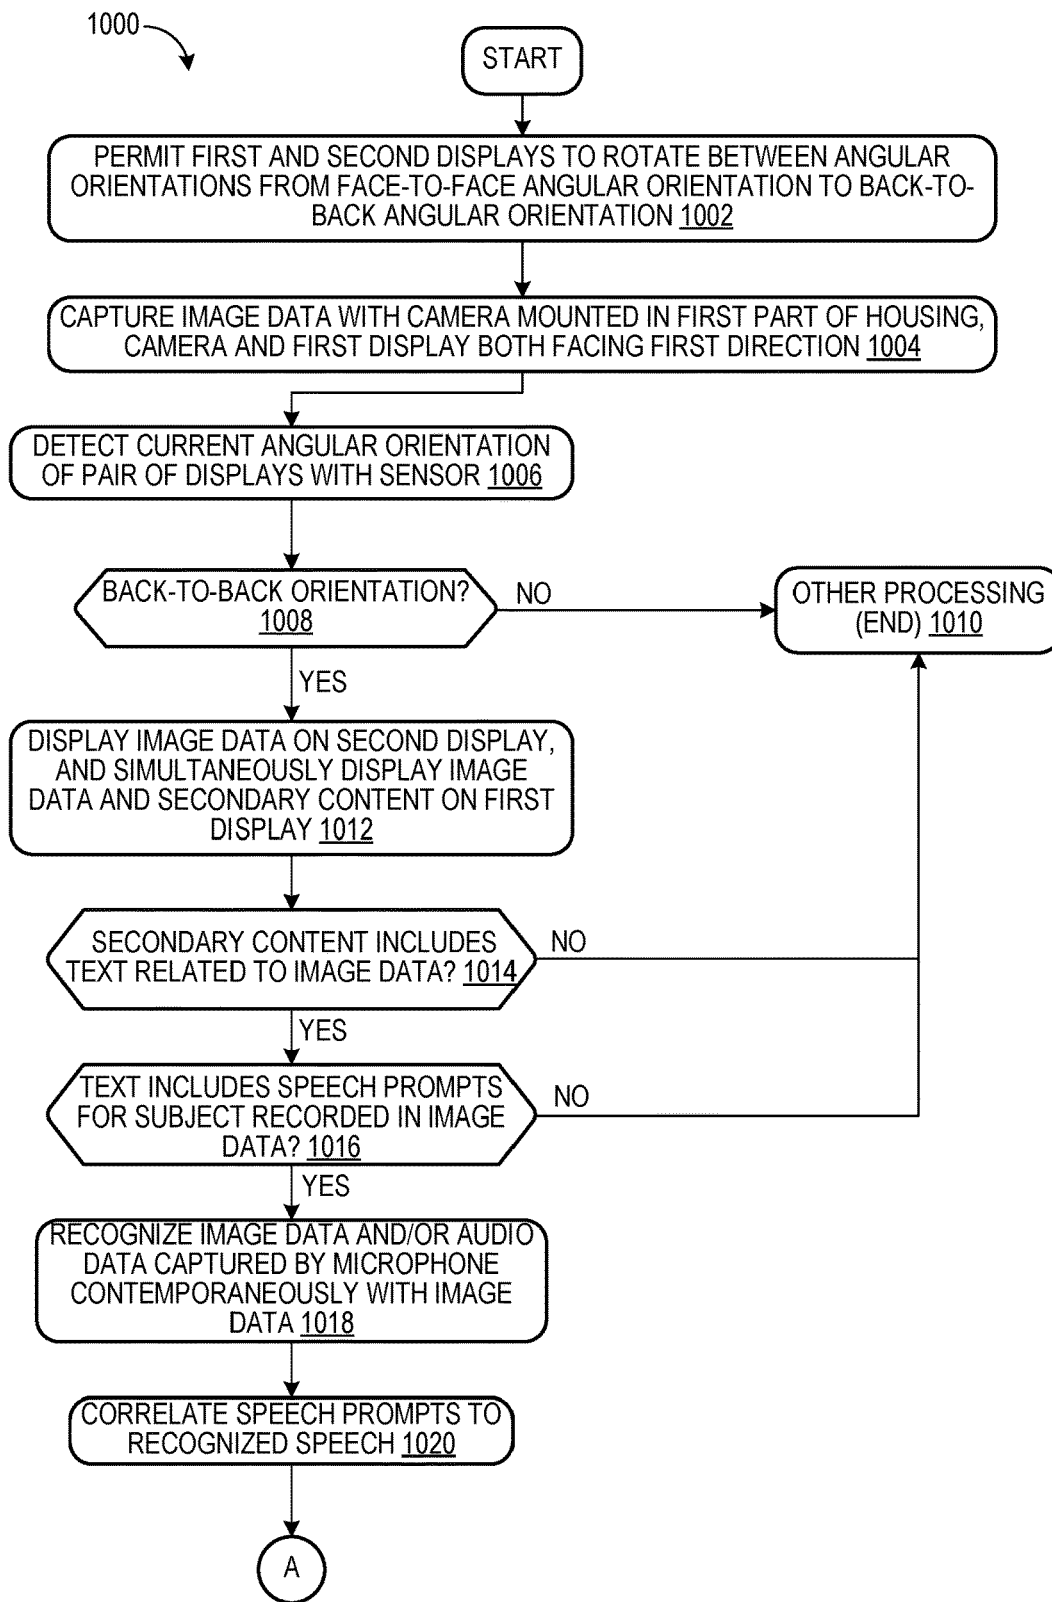 1000
START
PERMIT FIRST AND SECOND DISPLAYS TO ROTATE BETWEEN ANGULAR
ORIENTATIONS FROM FACE-TO-FACE ANGULAR ORIENTATION TO BACK-TO-
BACK ANGULAR ORIENTATION 1002
CAPTURE IMAGE DATA WITH CAMERA MOUNTED IN FIRST PART OF HOUSING,
CAMERA AND FIRST DISPLAY BOTH FACING FIRST DIRECTION 1004
DETECT CURRENT ANGULAR ORIENTATION
OF PAIR OF DISPLAYS WITH SENSOR 1006
BACK-TO-BACK ORIENTATION?
1008
NO
OTHER PROCESSING
(END) 1010
YES
DISPLAY IMAGE DATA ON SECOND DISPLAY,
AND SIMULTANEOUSLY DISPLAY IMAGE
DATA AND SECONDARY CONTENT ON FIRST
DISPLAY 1012
SECONDARY CONTENT INCLUDES
TEXT RELATED TO IMAGE DATA? 1014
NO
YES
TEXT INCLUDES SPEECH PROMPTS
FOR SUBJECT RECORDED IN IMAGE
DATA? 1016
NO
YES
RECOGNIZE IMAGE DATA AND/OR AUDIO
DATA CAPTURED BY MICROPHONE
CONTEMPORANEOUSLY WITH IMAGE
DATA 1018
CORRELATE SPEECH PROMPTS TO
RECOGNIZED SPEECH 1020
A